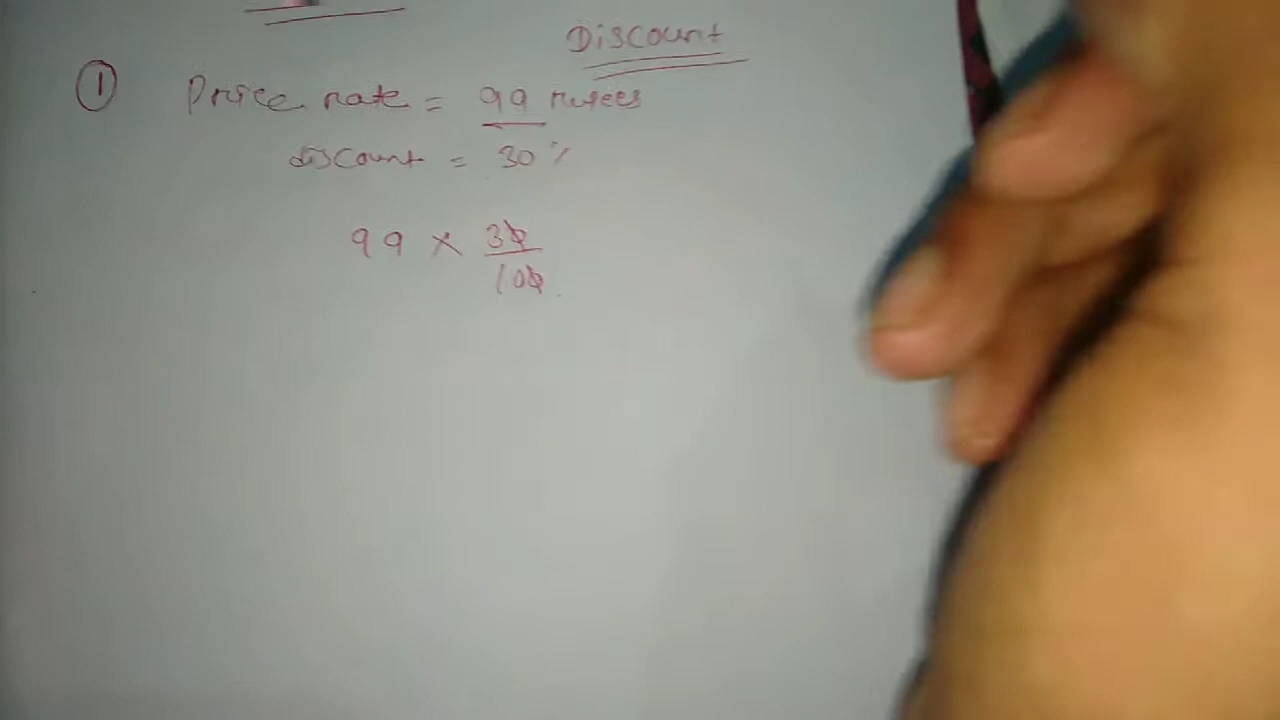 Discount
① Price rate = 99 rupees
discount = 30%
99 × 30/100